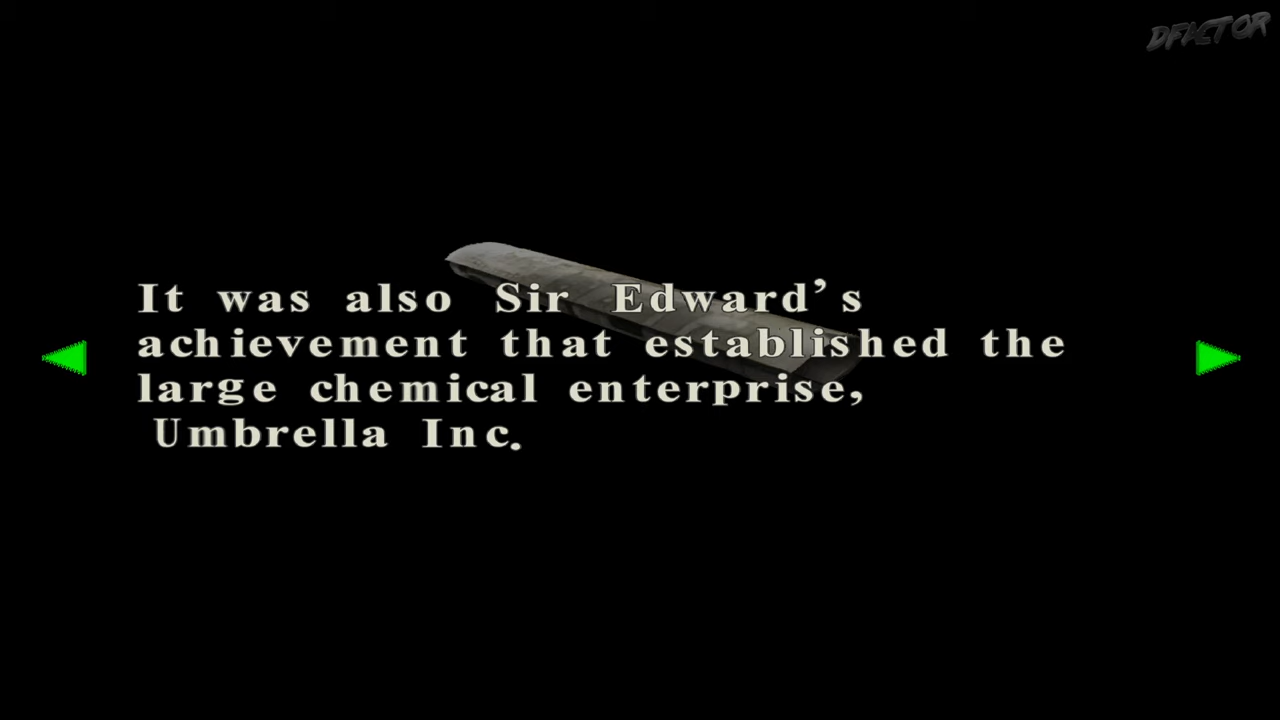 DFACTOR
It was also Sir Edward's
achievement that established the
large chemical enterprise,
Umbrella Inc.